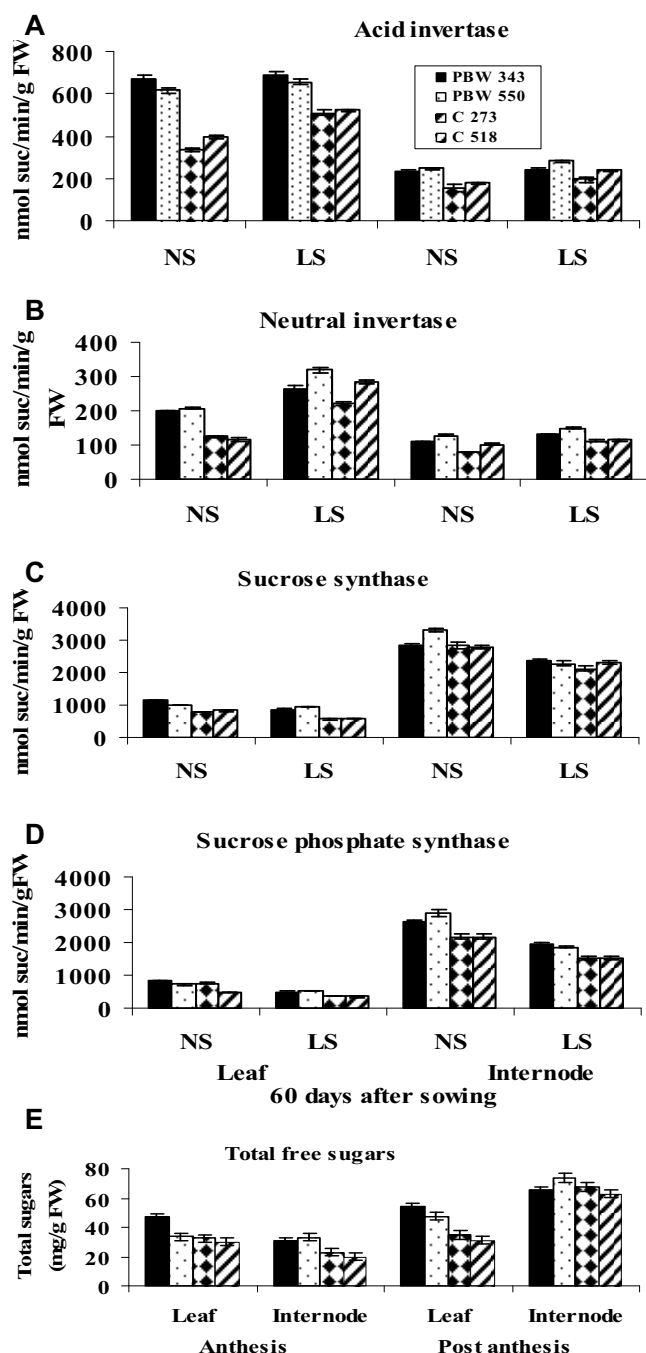 A
Acid invertase
nmol suc/min/g FW
800
600
400
200
0
PBW 343
PBW 550
C 273
C 518
NS LS NS LS
B
Neutral invertase
nmol suc/min/g
FW
400
300
200
100
0
NS LS NS LS
C
Sucrose synthase
nmol suc/min/g FW
4000
3000
2000
1000
0
NS LS NS LS
D
Sucrose phosphate synthase
nmol suc/min/gFW
4000
3000
2000
1000
0
NS LS NS LS
Leaf Internode
60 days after sowing
E
Total free sugars
Total sugars
(mg/g FW)
80
60
40
20
0
Leaf Internode Leaf Internode
Anthesis Post anthesis